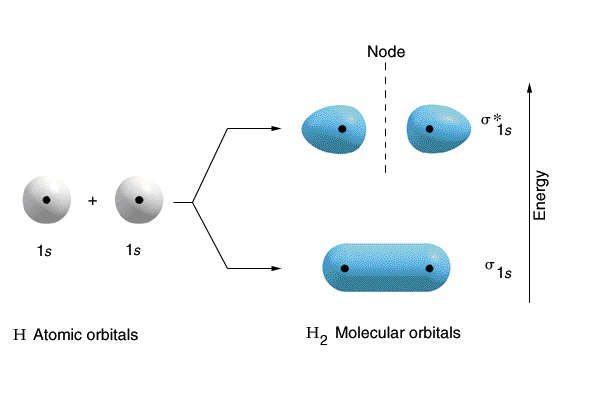 Node
σ*1s
+
1s
1s
Energy
σ1s
H Atomic orbitals
H2 Molecular orbitals